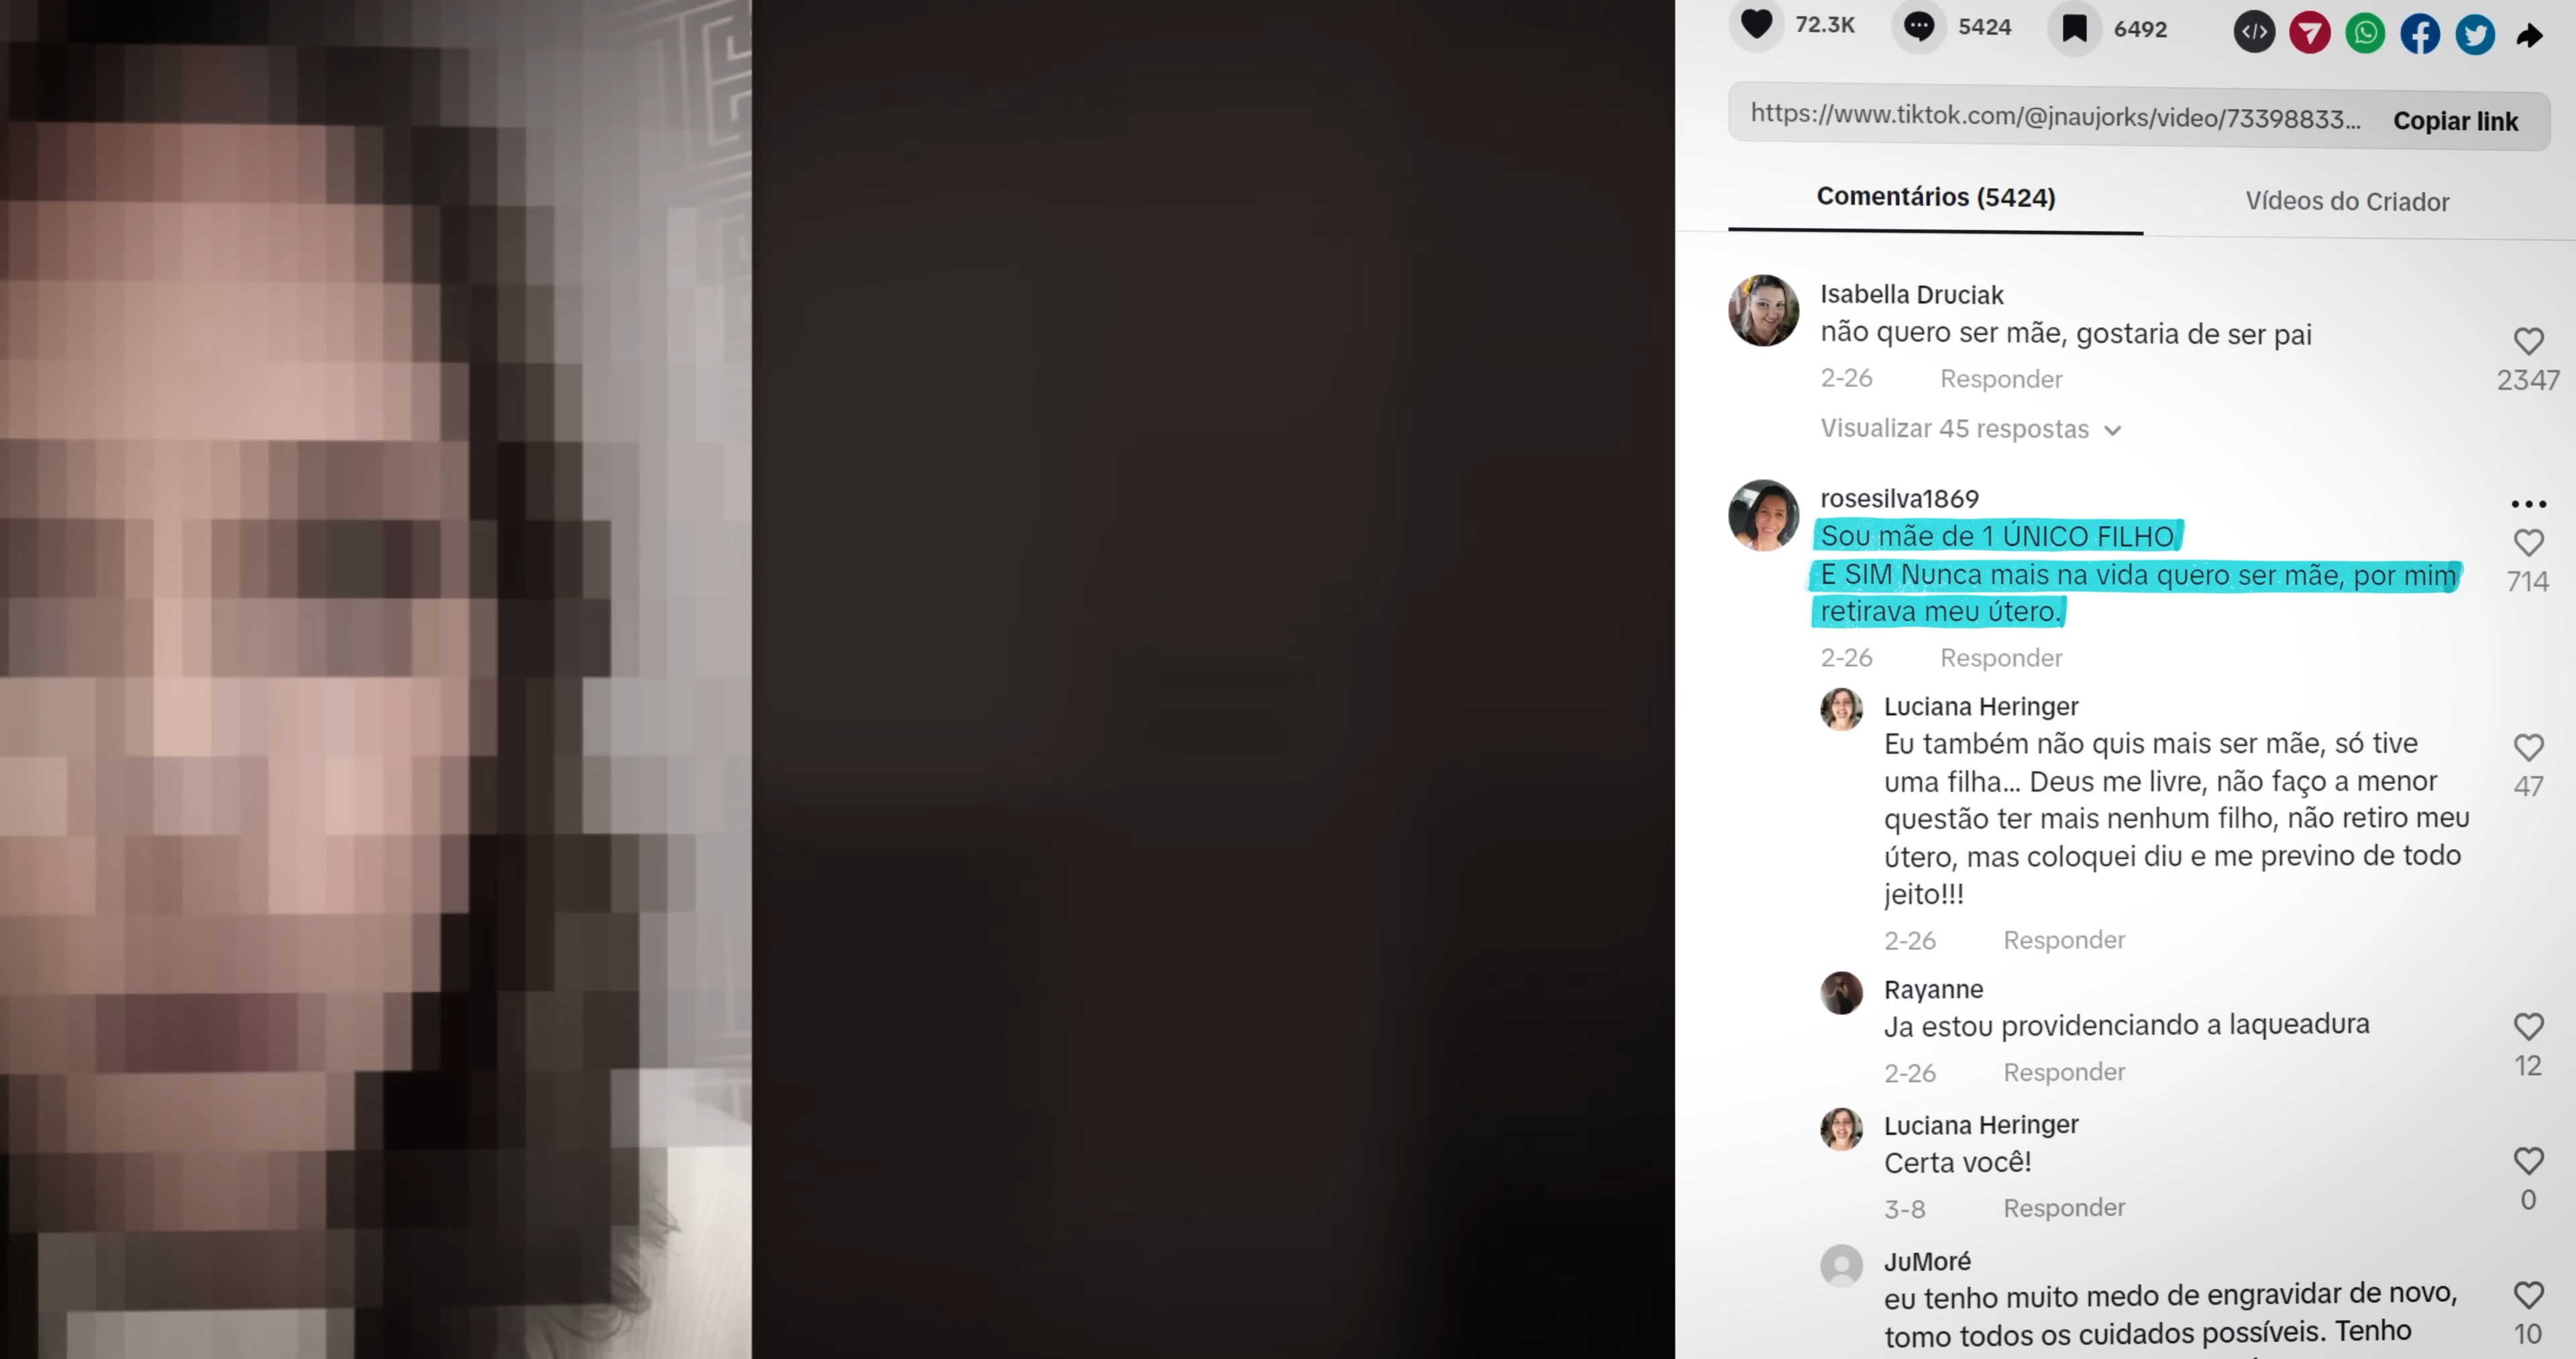 72.3K 5424 6492
https://www.tiktok.com/@jnaujorks/video/73398833... Copiar link
Comentários (5424) Vídeos do Criador
Isabella Druciak
não quero ser mãe, gostaria de ser pai
2347
2-26 Responder
Visualizar 45 respostas
rosesilva1869
Sou mãe de 1 ÚNICO FILHO
E SIM Nunca mais na vida quero ser mãe, por mim
714
retirava meu útero.
2-26 Responder
Luciana Heringer
Eu também não quis mais ser mãe, só tive
uma filha... Deus me livre, não faço a menor
47
questão ter mais nenhum filho, não retiro meu
útero, mas coloquei diu e me previno de todo
jeito!!!
2-26 Responder
Rayanne
Ja estou providenciando a laqueadura
12
2-26 Responder
Luciana Heringer
Certa você!
0
3-8 Responder
JuMoré
eu tenho muito medo de engravidar de novo,
tomo todos os cuidados possíveis. Tenho
10